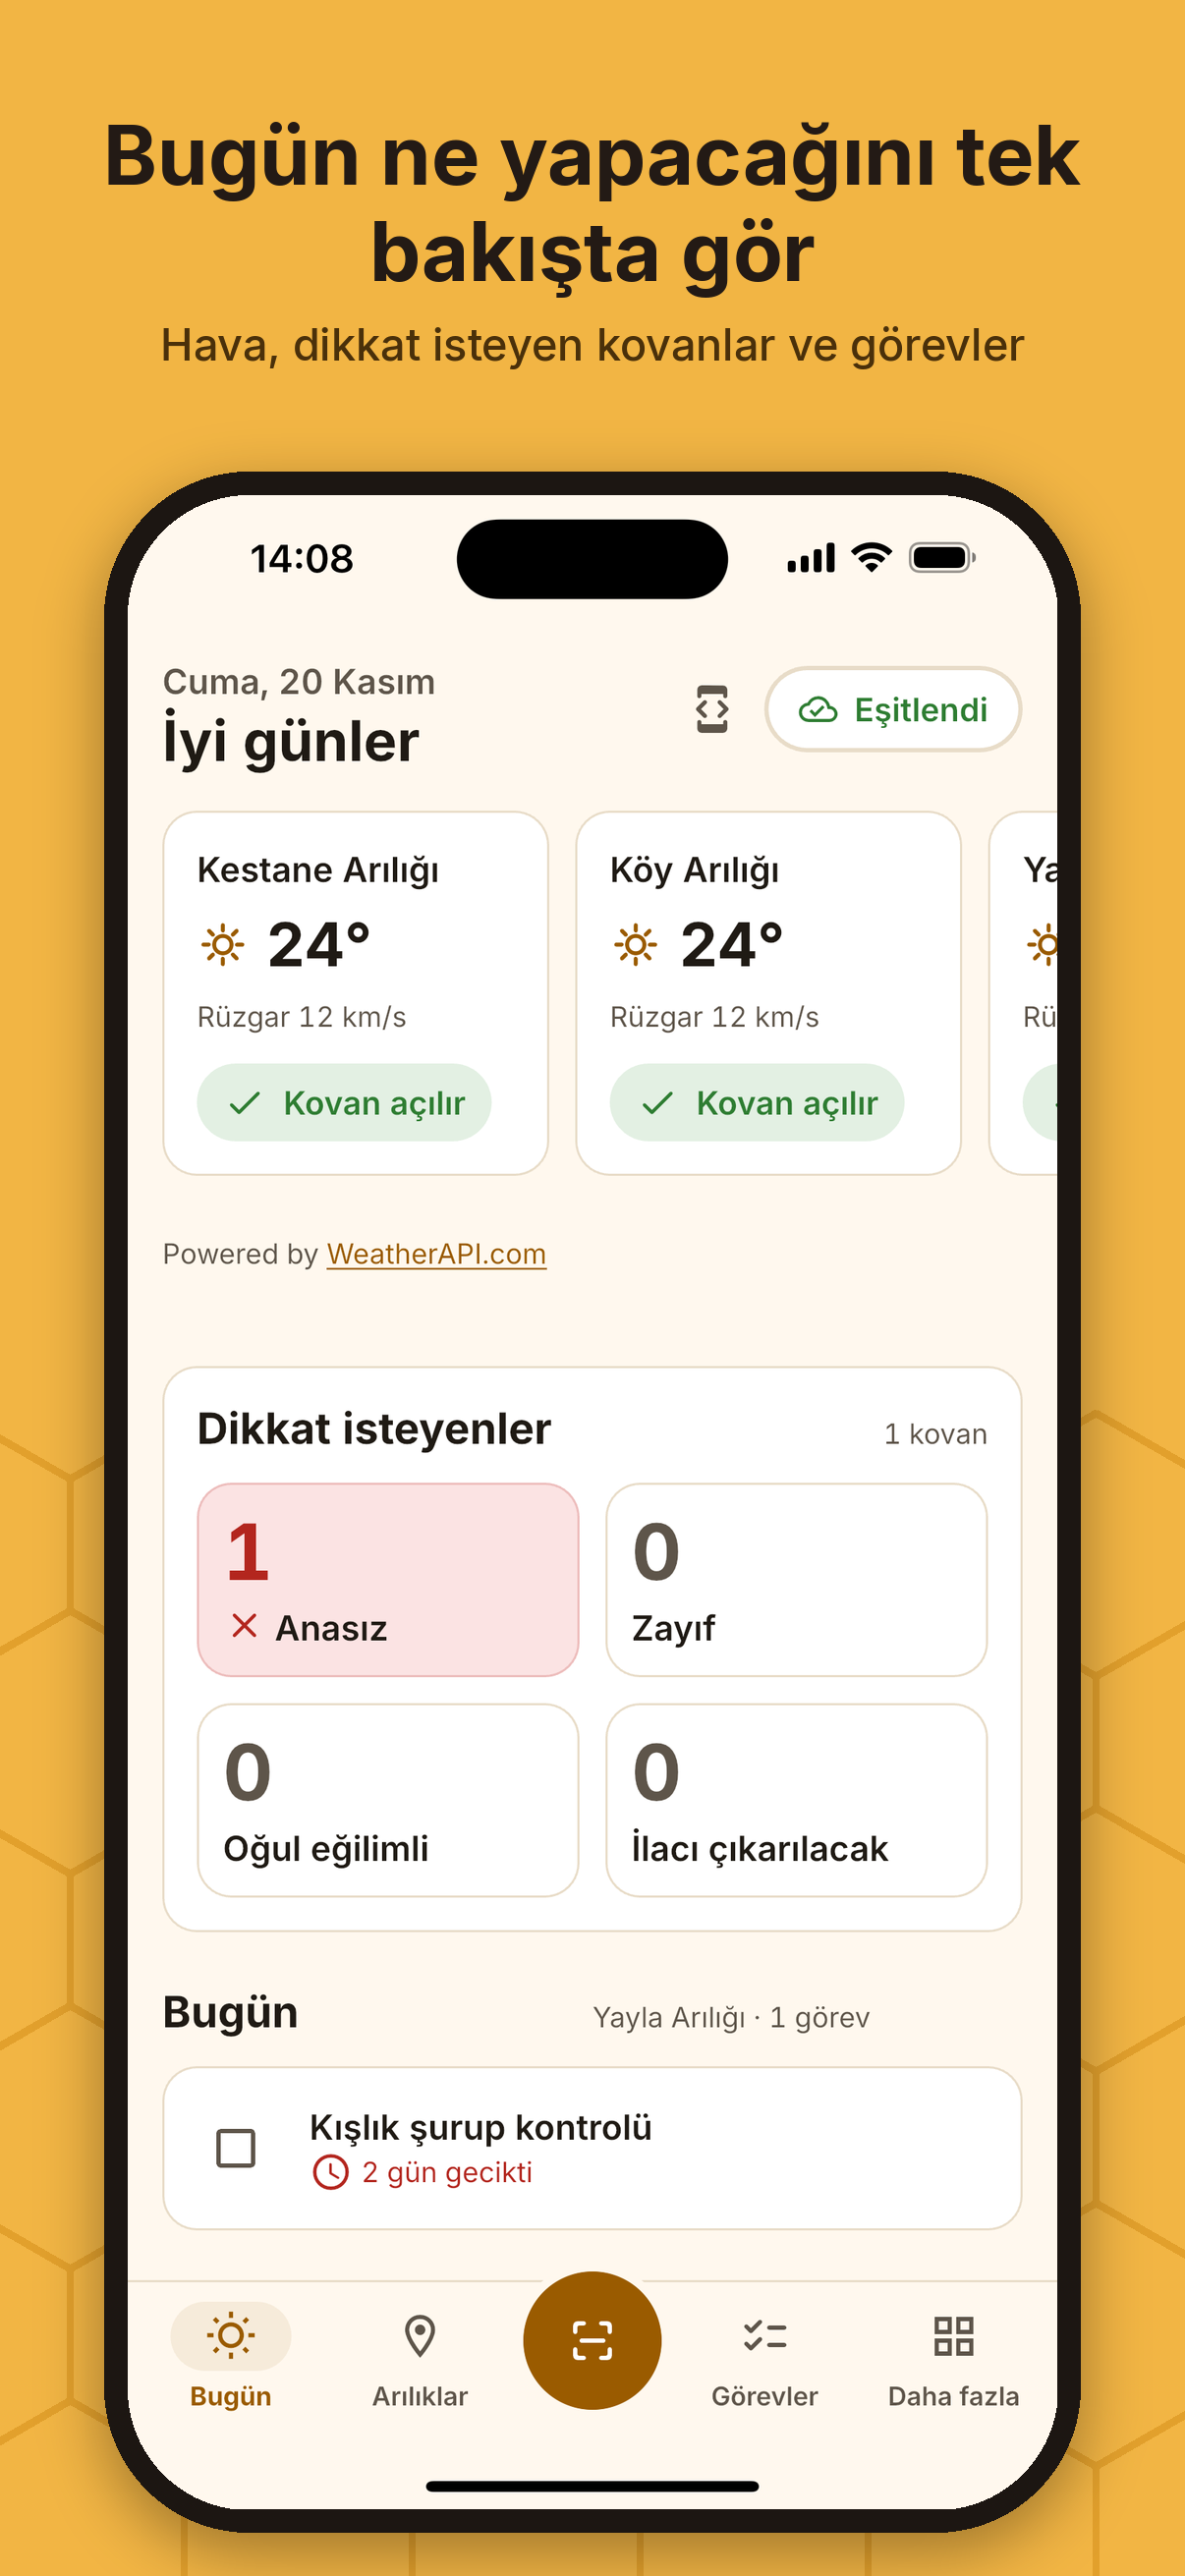 Bugün ne yapacağını tek
bakışta gör
Hava, dikkat isteyen kovanlar ve görevler
14:08
Cuma, 20 Kasım
İyi günler
Eşitlendi
Kestane Arılığı
24°
Rüzgar 12 km/s
Kovan açılır
Köy Arılığı
24°
Rüzgar 12 km/s
Kovan açılır
Ya
Rü
Powered by WeatherAPI.com
Dikkat isteyenler
1 kovan
1
Anasız
0
Zayıf
0
Oğul eğilimli
0
İlacı çıkarılacak
Bugün
Yayla Arılığı · 1 görev
Kışlık şurup kontrolü
2 gün gecikti
Bugün
Arılıklar
Görevler
Daha fazla